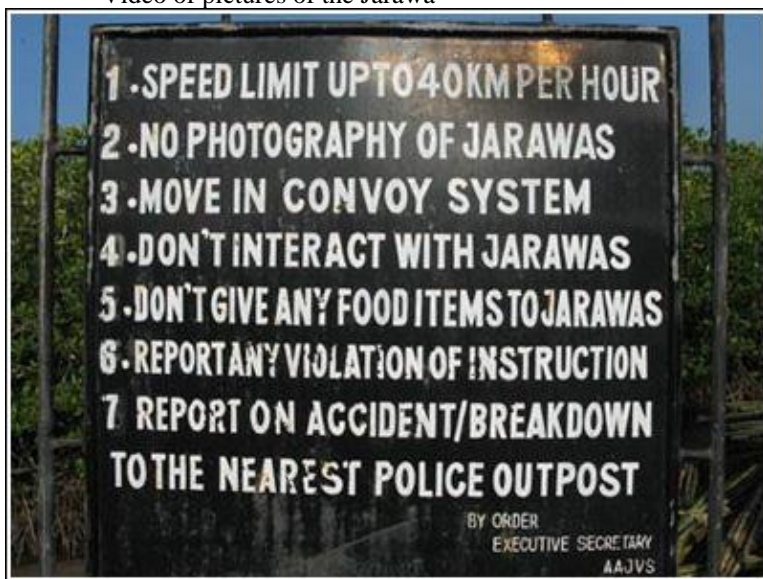 Video or pictures of the Jarawa
1.SPEED LIMIT UPTO 40KM PER HOUR
2.NO PHOTOGRAPHY OF JARAWAS
3.MOVE IN CONVOY SYSTEM
4.DON'T INTERACT WITH JARAWAS
5.DON'T GIVE ANY FOOD ITEMS TO JARAWAS
6.REPORT ANY VIOLATION OF INSTRUCTION
7 REPORT ON ACCIDENT/BREAKDOWN
TO THE NEAREST POLICE OUTPOST
BY ORDER
EXECUTIVE SECRETARY
AAJVS